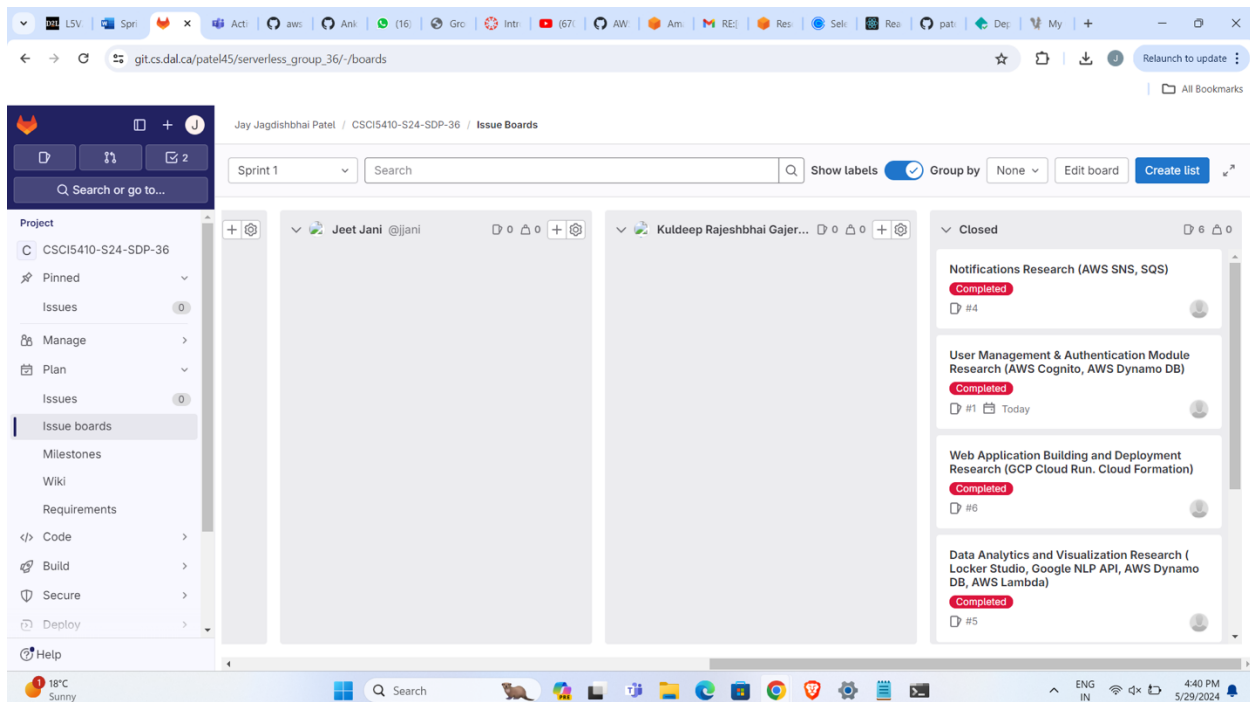 L5V
Spri
Acti
aws
Ank
(16)
Gro
Intr
(67(
AW
Am
RE:[
Res
Sele
Rea
pat
Dep
My
git.cs.dal.ca/patel45/serverless_group_36/-/boards
J
Relaunch to update
All Bookmarks
J
2
Search or go to...
Project
C CSCI5410-S24-SDP-36
Pinned
Issues 0
Manage
Plan
Issues 0
Issue boards
Milestones
Wiki
Requirements
Code
Build
Secure
Deploy
Help
Jay Jagdishbhai Patel / CSCI5410-S24-SDP-36 / Issue Boards
Sprint 1
Search
Show labels
Group by
None
Edit board
Create list
Jeet Jani @jjani 0 0
Kuldeep Rajeshbhai Gajer... 0 0
Closed 6 0
Notifications Research (AWS SNS, SQS)
Completed
#4
User Management & Authentication Module
Research (AWS Cognito, AWS Dynamo DB)
Completed
#1 Today
Web Application Building and Deployment
Research (GCP Cloud Run. Cloud Formation)
Completed
#6
Data Analytics and Visualization Research (
Locker Studio, Google NLP API, AWS Dynamo
DB, AWS Lambda)
Completed
#5
1
18°C
Sunny
Search
PRE
ENG
IN
4:40 PM
5/29/2024